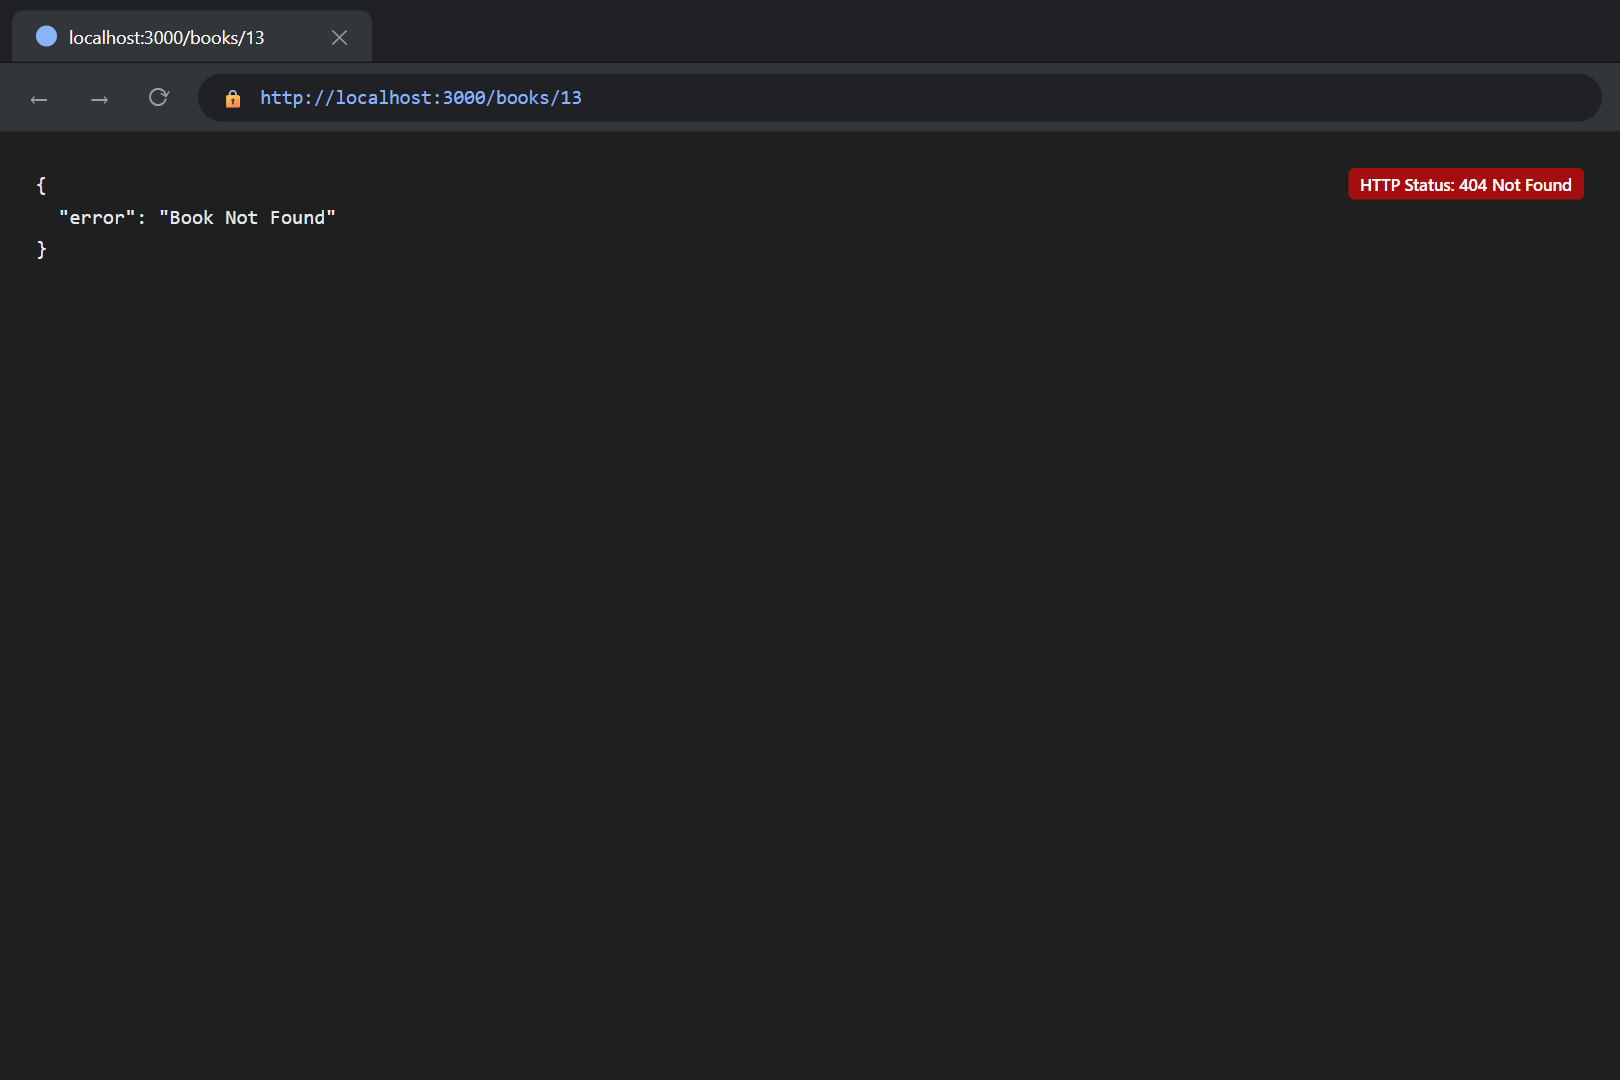 localhost:3000/books/13
http://localhost:3000/books/13
{
HTTP Status: 404 Not Found
  "error": "Book Not Found"
}